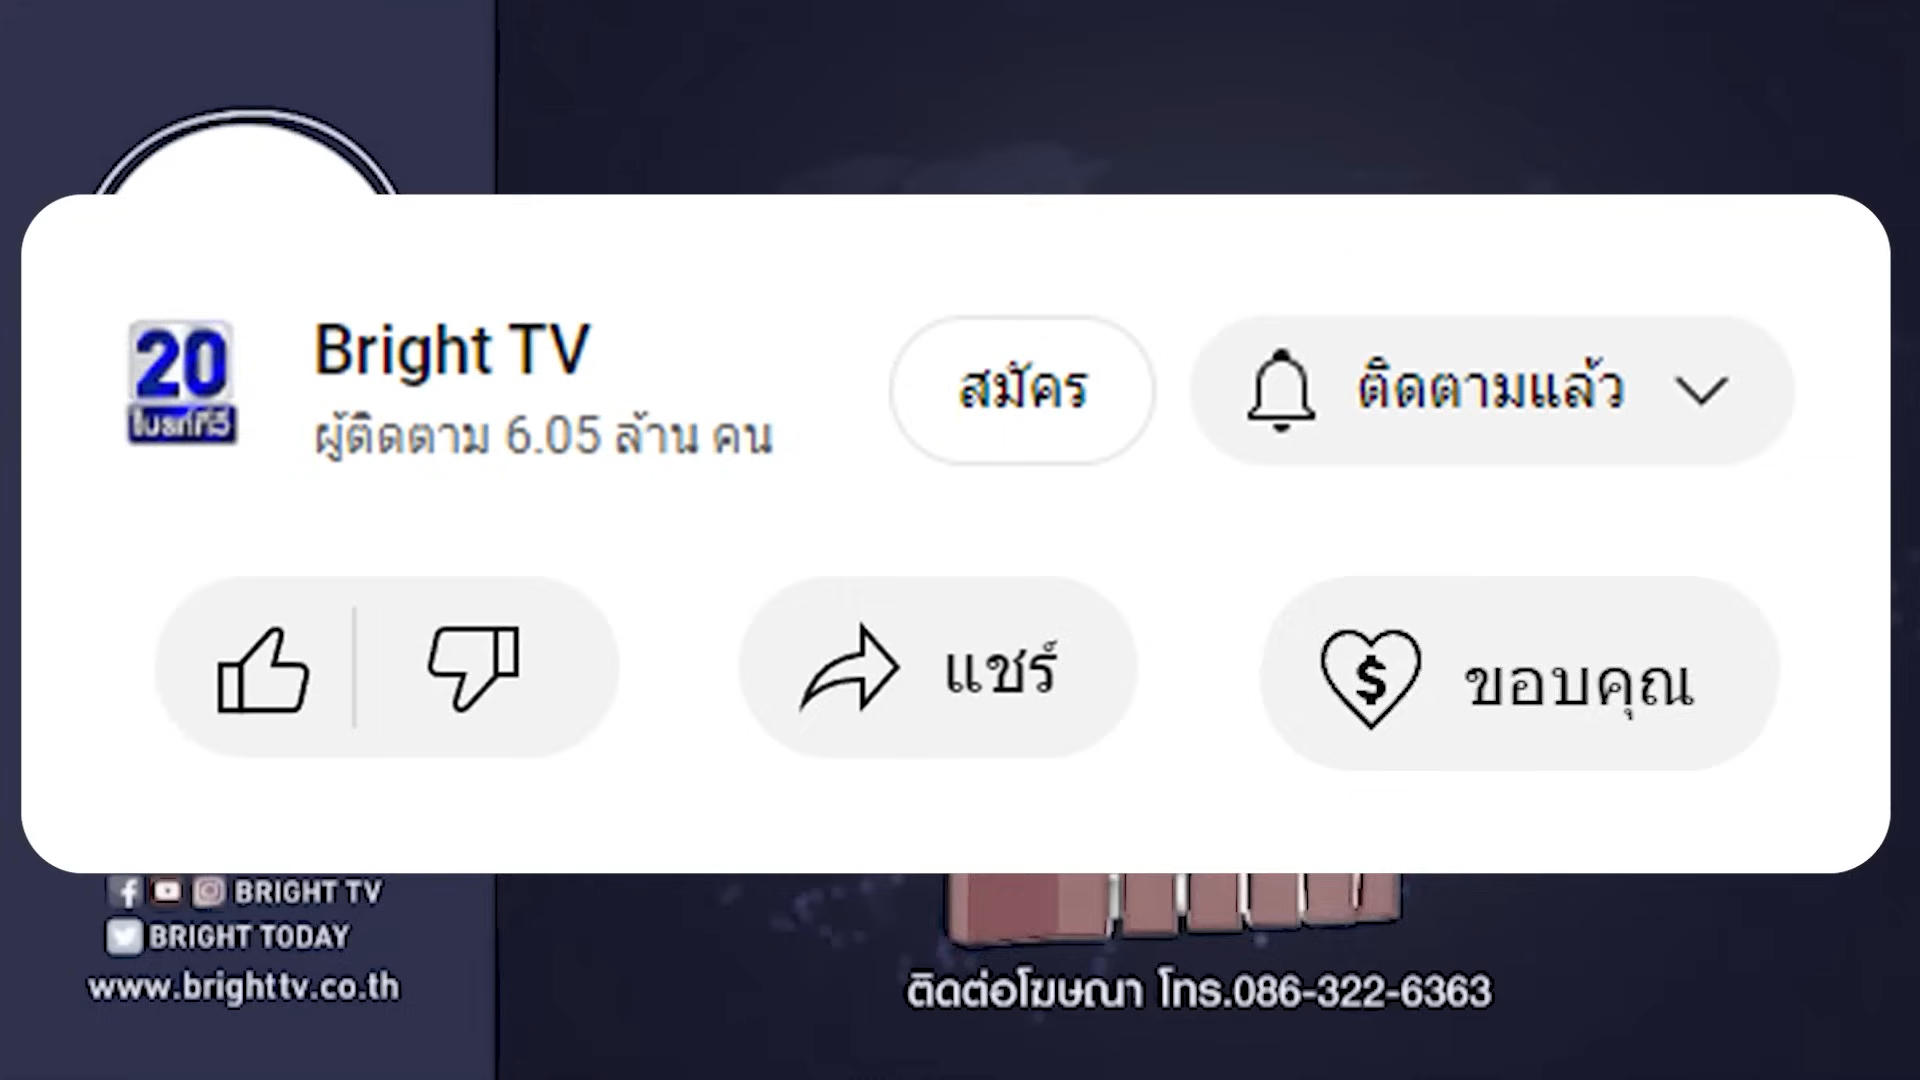 20
ไบรท์ทีวี
Bright TV
ผู้ติดตาม 6.05 ล้าน คน
สมัคร
ติดตามแล้ว
แชร์
$ ขอบคุณ
BRIGHT TV
BRIGHT TODAY
www.brighttv.co.th
ติดต่อโฆษณา โทร.086-322-6363